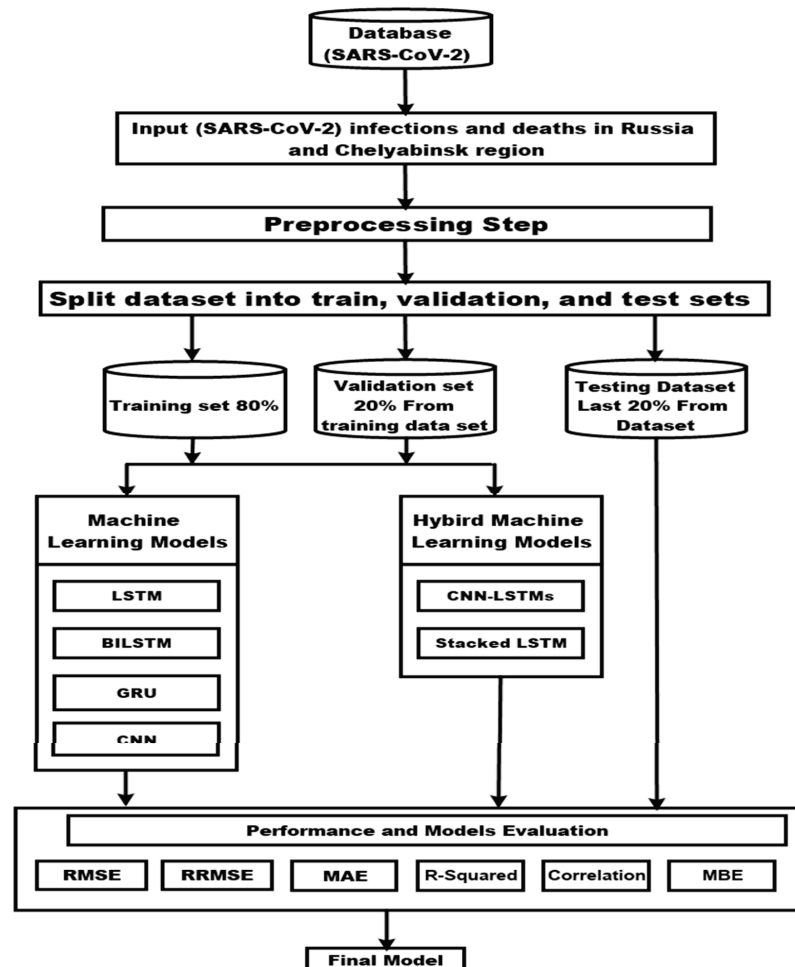 Database
(SARS-CoV-2)
Input (SARS-CoV-2) infections and deaths in Russia
and Chelyabinsk region
Preprocessing Step
Split dataset into train, validation, and test sets
Training set 80%
Validation set
20% From
training data set
Testing Dataset
Last 20% From
Dataset
Machine
Learning Models
LSTM
BILSTM
GRU
CNN
Hybird Machine
Learning Models
CNN-LSTMs
Stacked LSTM
Performance and Models Evaluation
RMSE
RRMSE
MAE
R-Squared
Correlation
MBE
Final Model